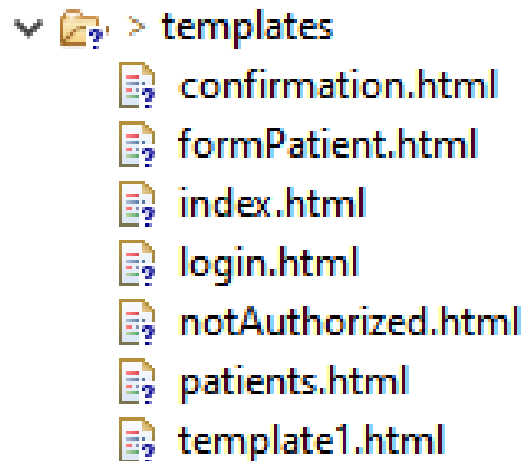 > templates
confirmation.html
formPatient.html
index.html
login.html
notAuthorized.html
patients.html
template1.html